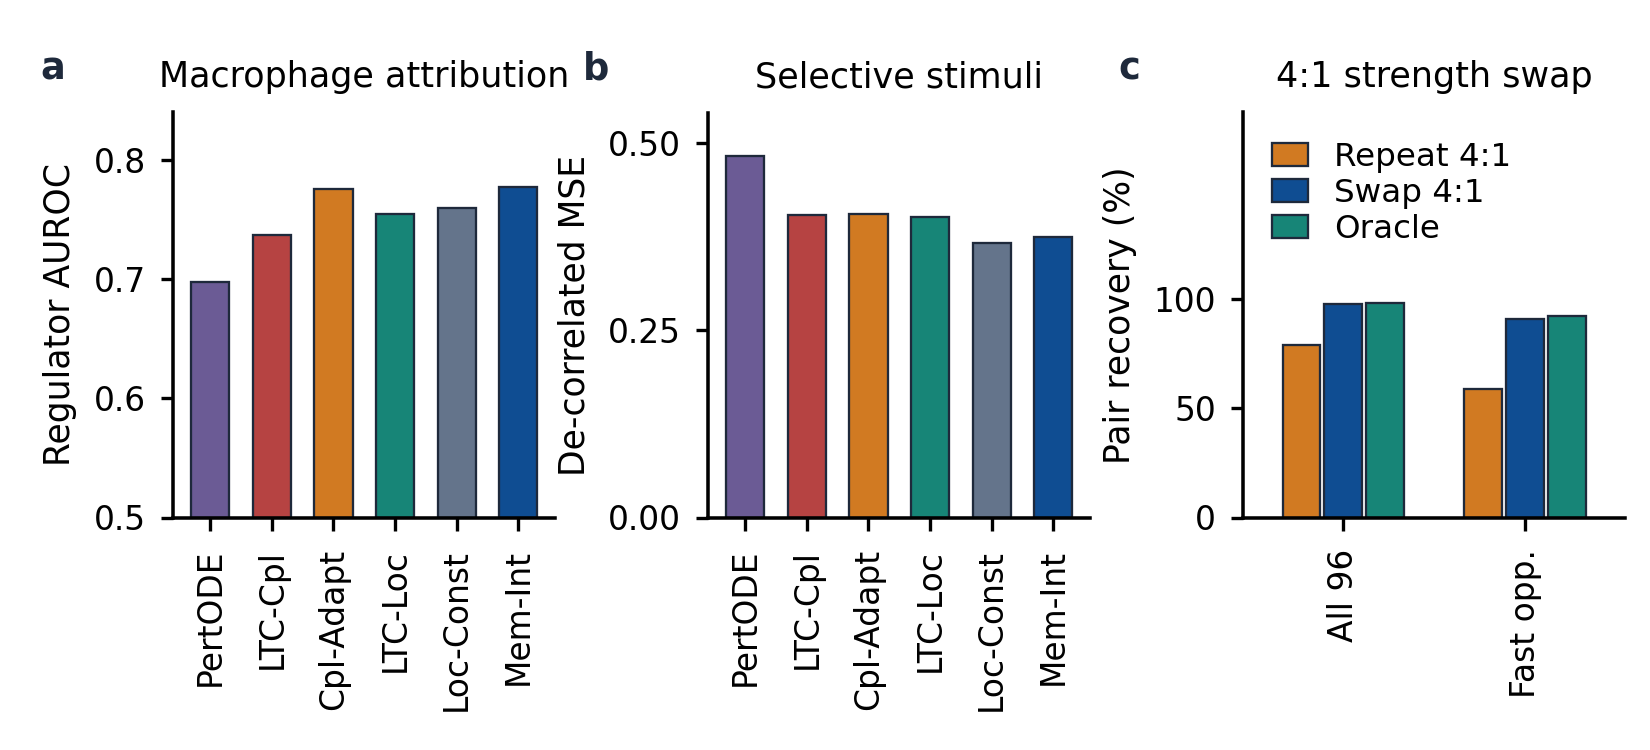 a
Macrophage attribution
Regulator AUROC
0.8
0.7
0.6
0.5
PertODE
LTC-Cpl
Cpl-Adapt
LTC-Loc
Loc-Const
Mem-Int
b
Selective stimuli
De-correlated MSE
0.50
0.25
0.00
PertODE
LTC-Cpl
Cpl-Adapt
LTC-Loc
Loc-Const
Mem-Int
c
4:1 strength swap
Pair recovery (%)
Repeat 4:1
Swap 4:1
Oracle
100
50
0
All 96
Fast opp.